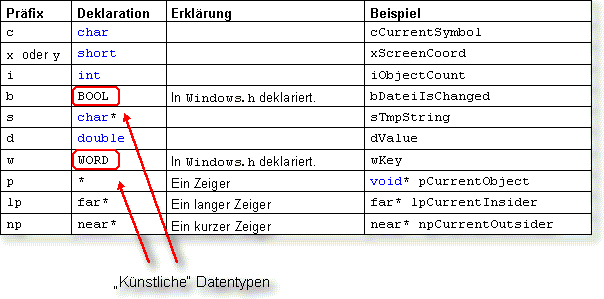 Präfix Deklaration Erklärung Beispiel
c char cCurrentSymbol
x oder y short xScreenCoord
i int iObjectCount
b BOOL In Windows.h deklariert. bDateiIsChanged
s char* sTmpString
d double dValue
w WORD In Windows.h deklariert. wKey
p * Ein Zeiger void* pCurrentObject
lp far* Ein langer Zeiger far* lpCurrentInsider
np near* Ein kurzer Zeiger near* npCurrentOutsider
„Künstliche“ Datentypen